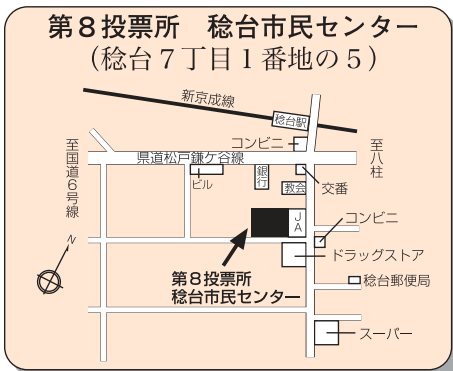 第8投票所　稔台市民センター
（稔台７丁目１番地の５）
新京成線
稔台駅
コンビニ
至国道6号線
県道松戸鎌ケ谷線
至八柱
ビル
銀行
教会
交番
JA
コンビニ
N
ドラッグストア
第8投票所
稔台市民センター
稔台郵便局
スーパー